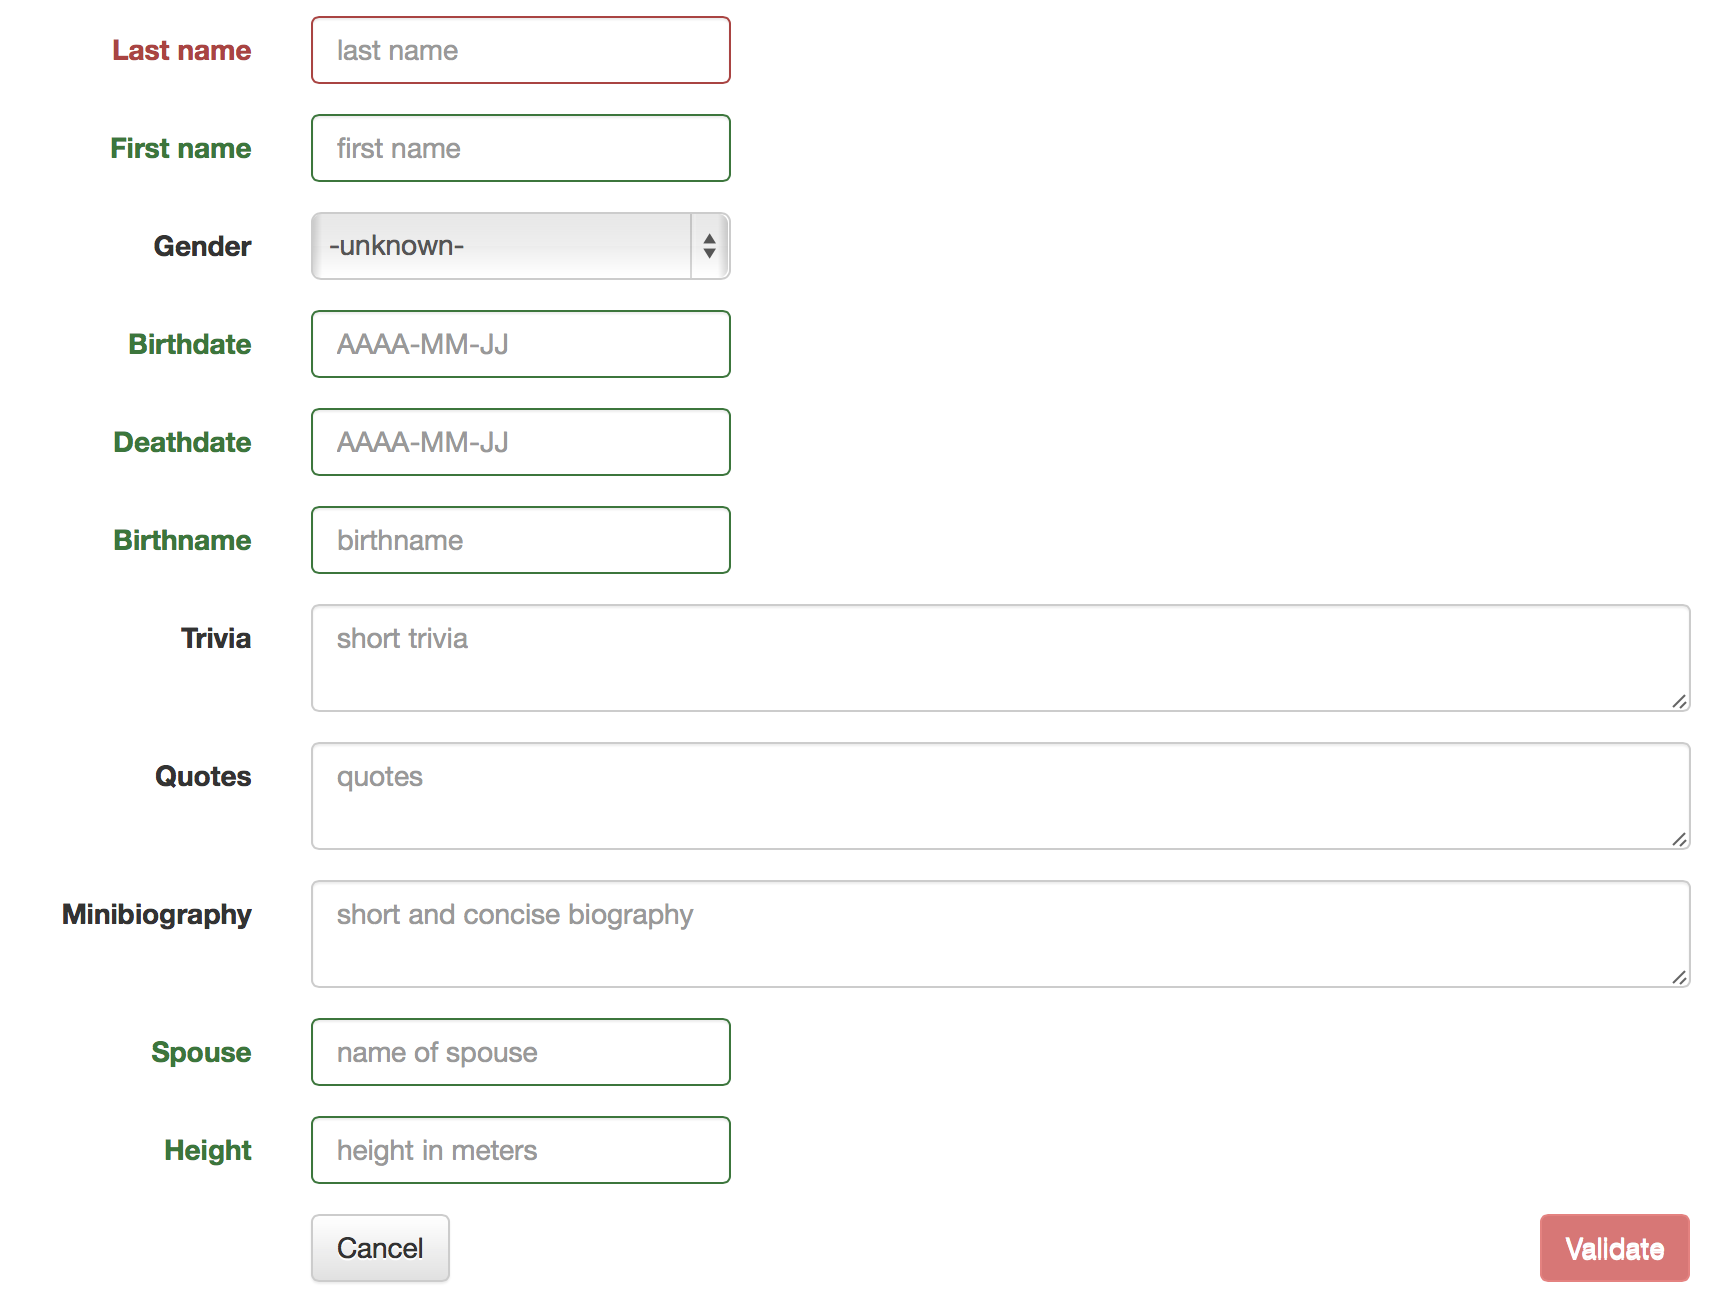 Last name last name
First name first name
Gender -unknown-
Birthdate AAAA-MM-JJ
Deathdate AAAA-MM-JJ
Birthname birthname
Trivia short trivia
Quotes quotes
Minibiography short and concise biography
Spouse name of spouse
Height height in meters
Cancel Validate